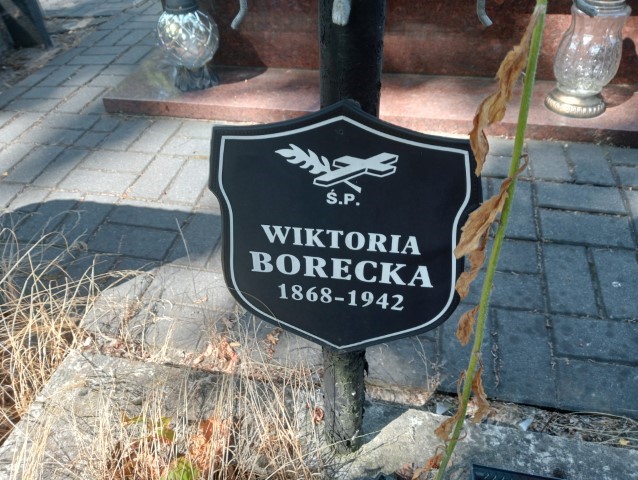 Ś.P.
WIKTORIA
BORECKA
1868-1942